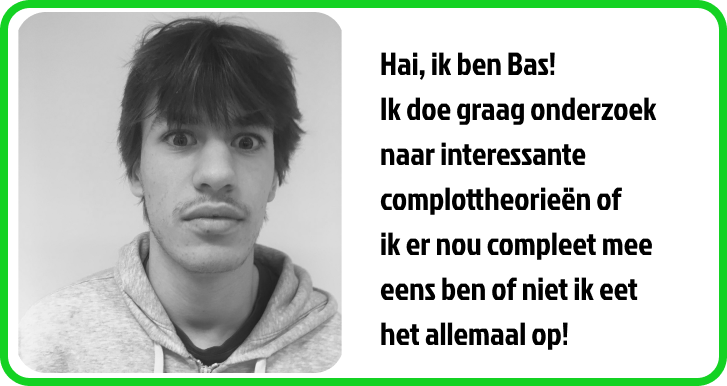 Hai, ik ben Bas!
Ik doe graag onderzoek
naar interessante
complottheorieën of
ik er nou compleet mee
eens ben of niet ik eet
het allemaal op!